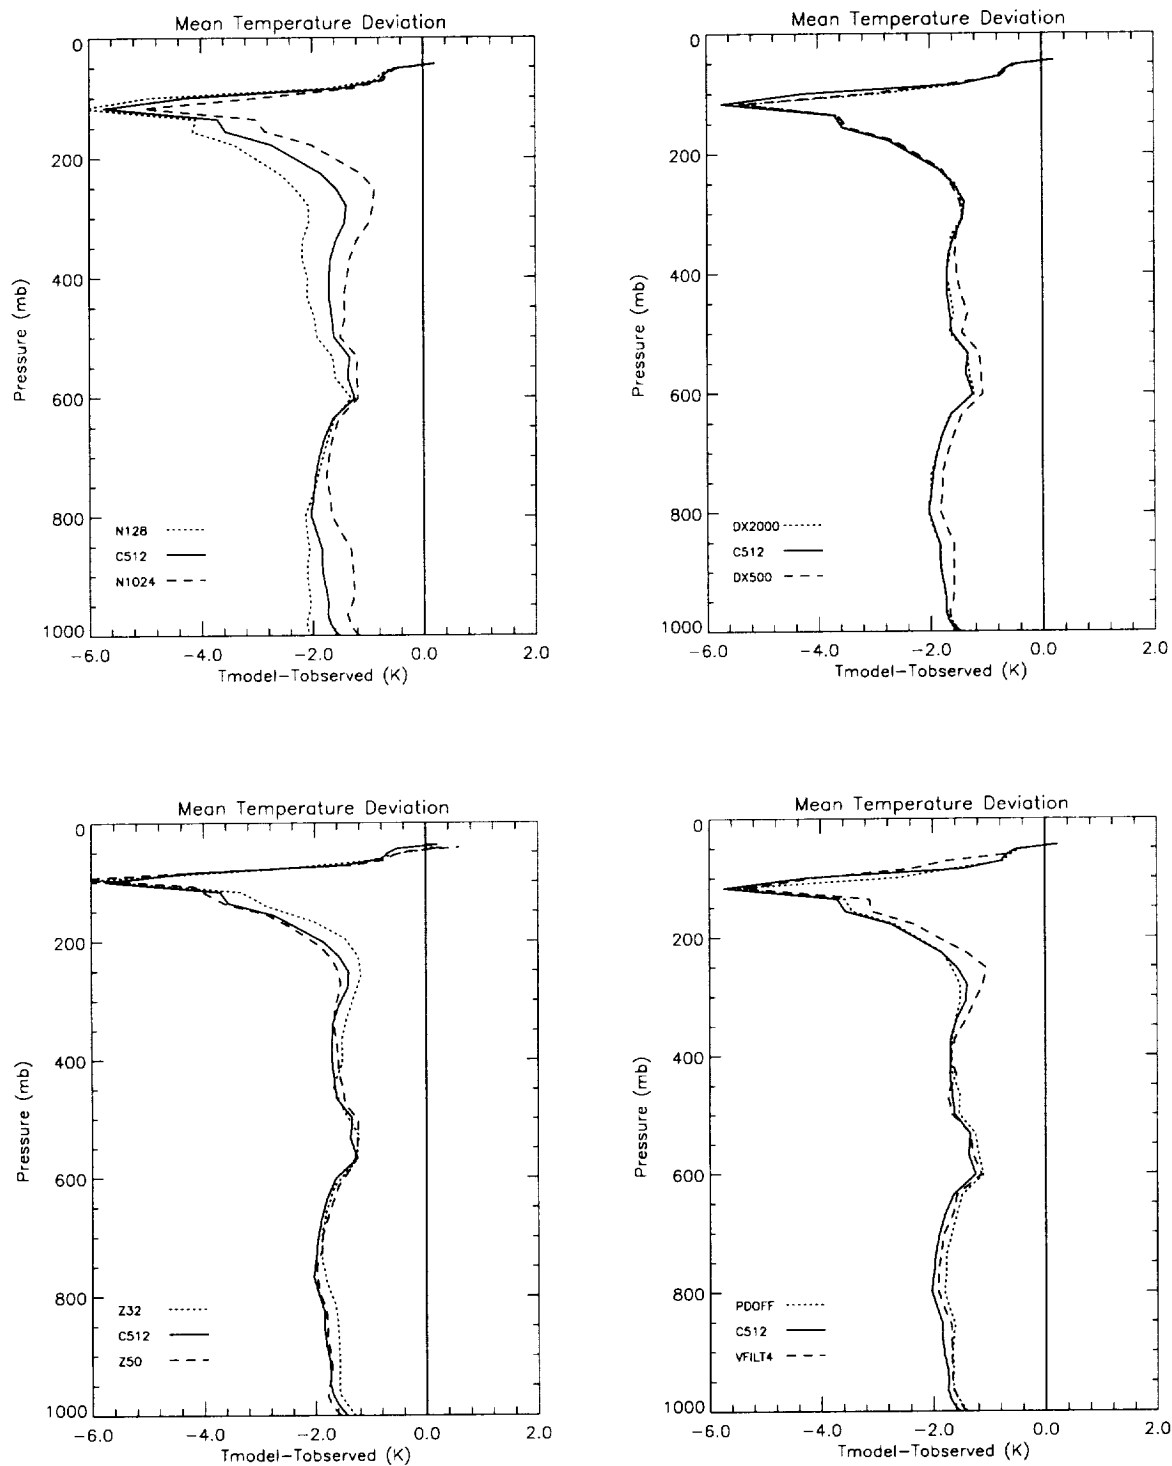 Mean Temperature Deviation
0
200
400
600
800
1000
Pressure (mb)
N128
C512
N1024
-6.0 -4.0 -2.0 0.0 2.0
Tmodel-Tobserved (K)
Mean Temperature Deviation
0
200
400
600
800
1000
Pressure (mb)
DX2000
C512
DX500
-6.0 -4.0 -2.0 0.0 2.0
Tmodel-Tobserved (K)
Mean Temperature Deviation
0
200
400
600
800
1000
Pressure (mb)
Z32
C512
Z50
-6.0 -4.0 -2.0 0.0 2.0
Tmodel-Tobserved (K)
Mean Temperature Deviation
0
200
400
600
800
1000
Pressure (mb)
PDOFF
C512
VFILT4
-6.0 -4.0 -2.0 0.0 2.0
Tmodel-Tobserved (K)